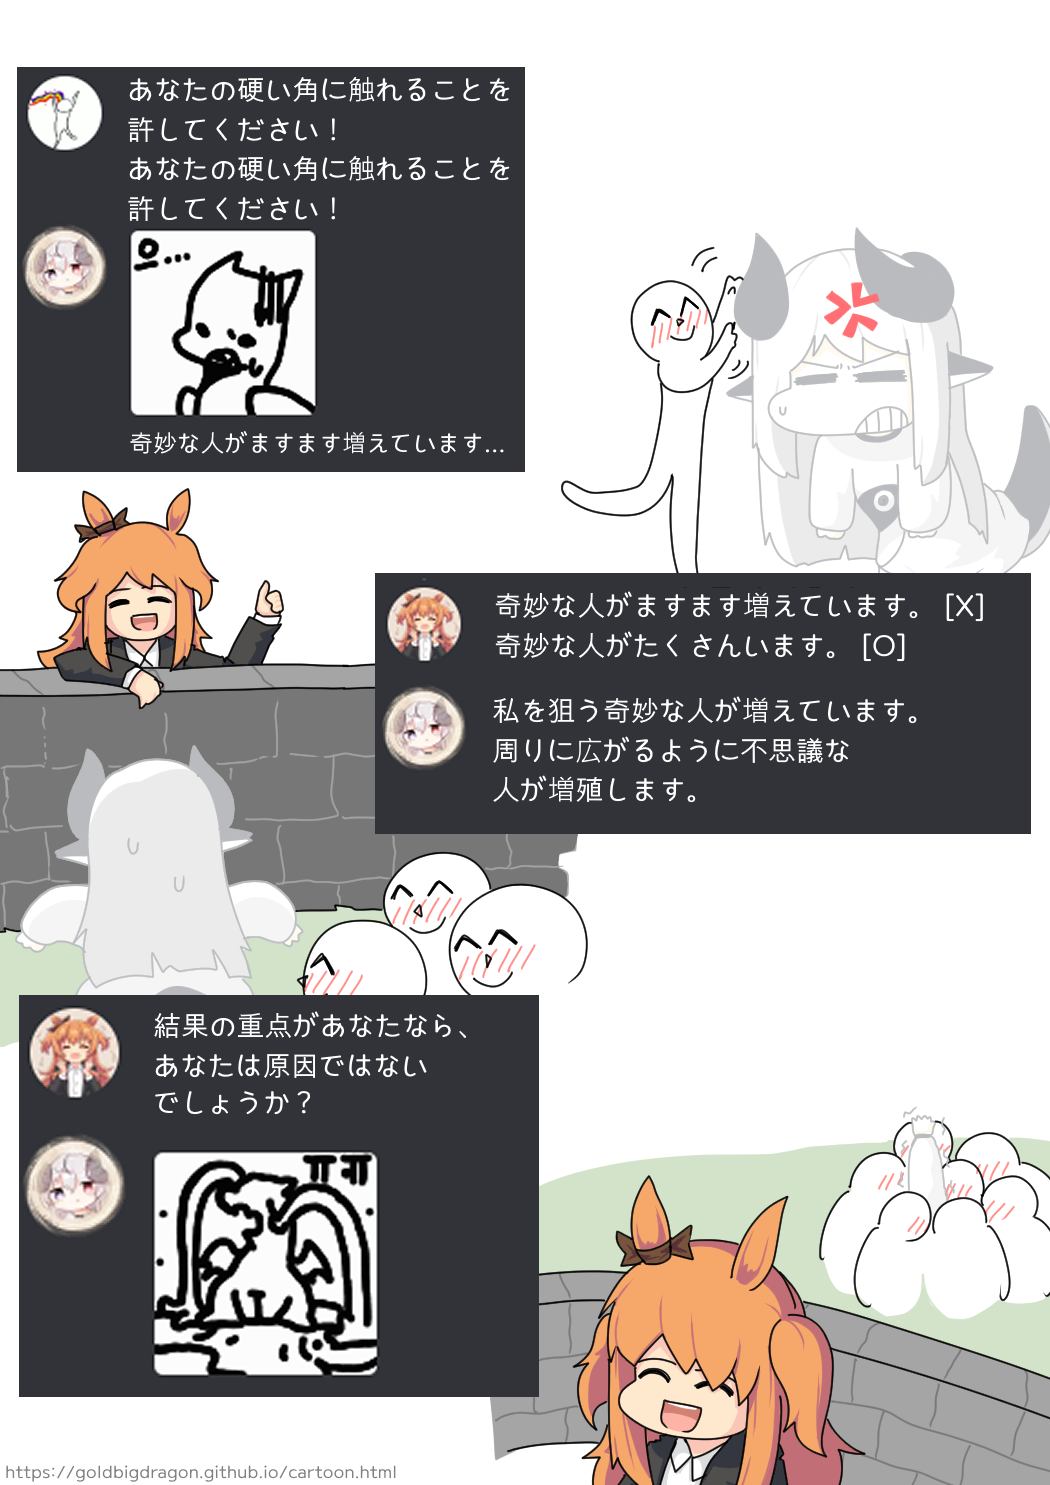 あなたの硬い角に触れることを
許してください！
あなたの硬い角に触れることを
許してください！
으...
奇妙な人がますます増えています...
奇妙な人がますます増えています。 [X]
奇妙な人がたくさんいます。 [O]
私を狙う奇妙な人が増えています。
周りに広がるように不思議な
人が増殖します。
結果の重点があなたなら、
あなたは原因ではない
でしょうか？
ㅠㅠ
https://goldbigdragon.github.io/cartoon.html